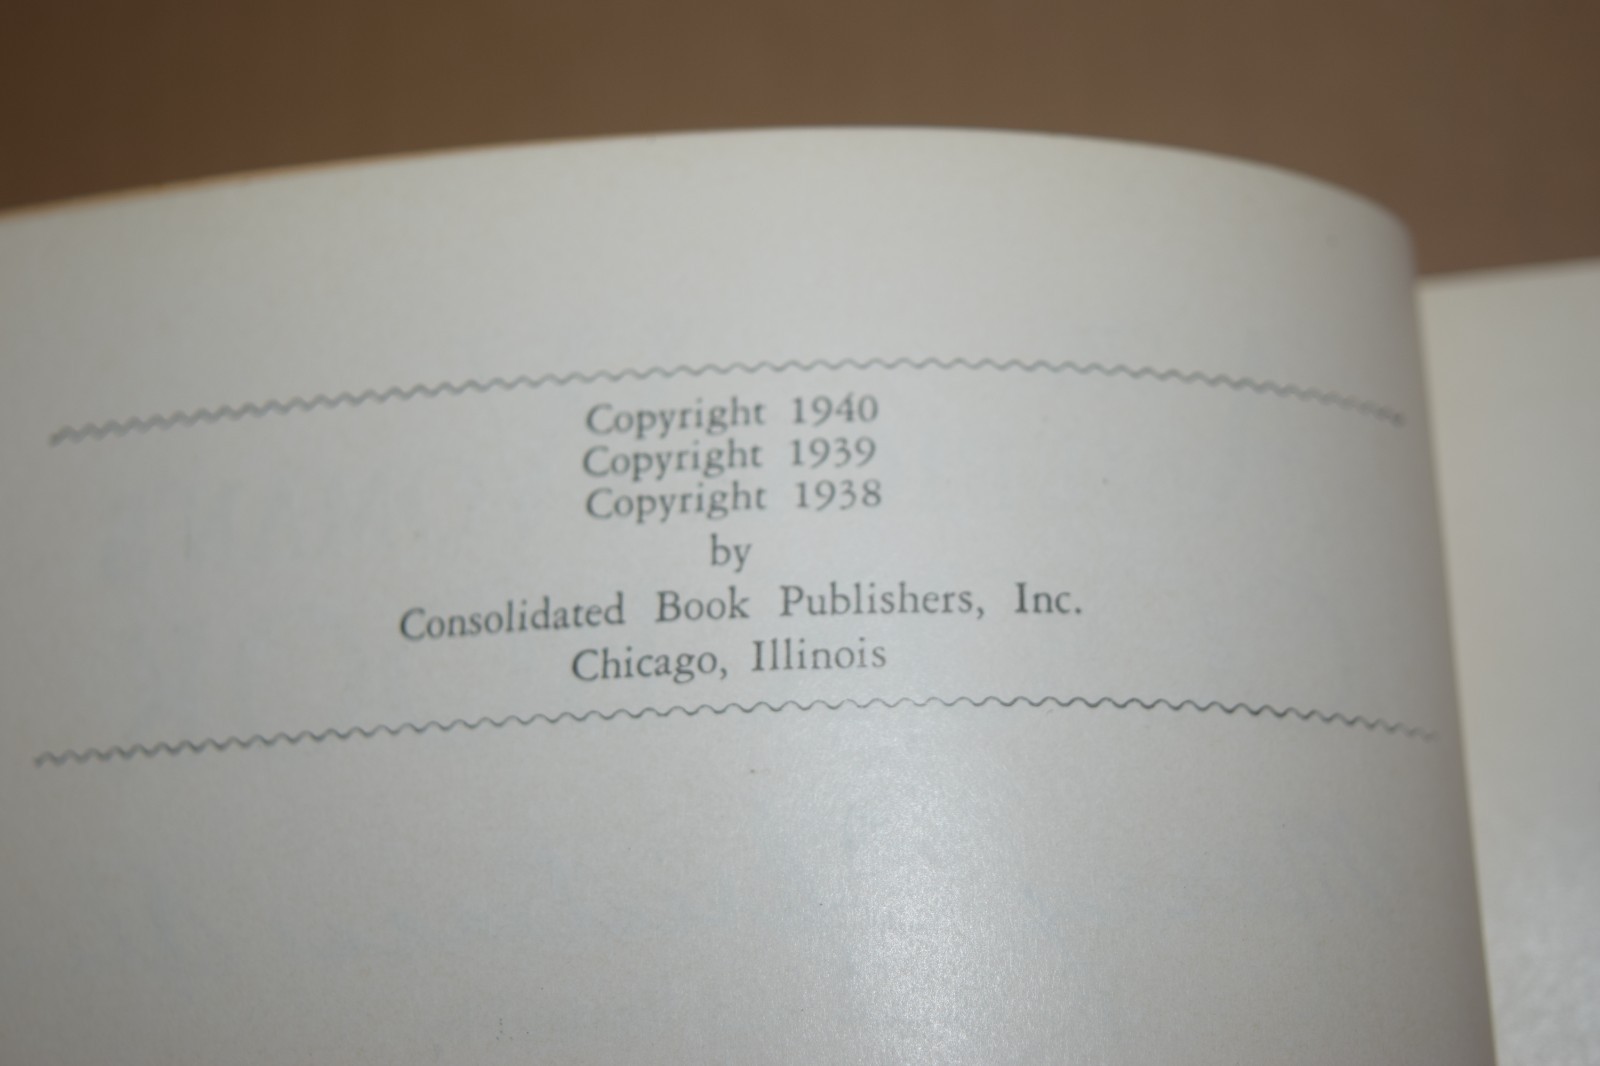 Copyright 1940
Copyright 1939
Copyright 1938
by
Consolidated Book Publishers, Inc.
Chicago, Illinois